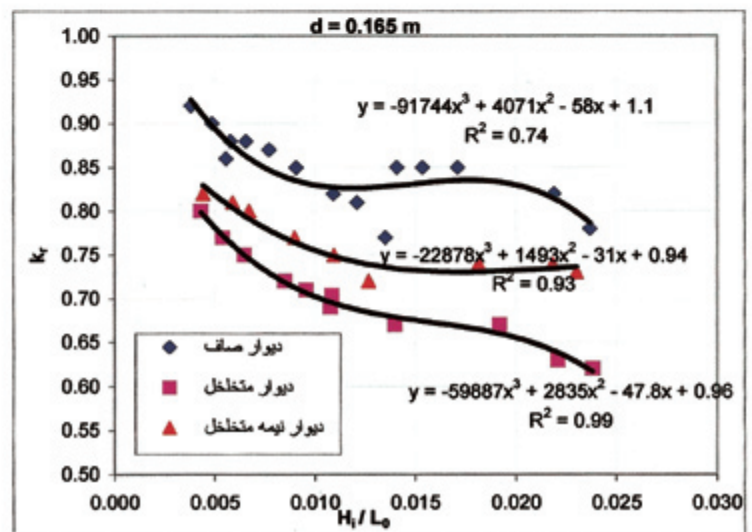 d = 0.165 m
1.00
0.95
0.90
0.85
0.80
0.75
0.70
0.65
0.60
0.55
0.50
kᵣ
y = -91744x³ + 4071x² - 58x + 1.1
R² = 0.74
y = -22878x³ + 1493x² - 31x + 0.94
R² = 0.93
y = -59887x³ + 2835x² - 47.8x + 0.96
R² = 0.99
دیوار صاف
دیوار متخلخل
دیوار نیمه متخلخل
0.000 0.005 0.010 0.015 0.020 0.025 0.030
Hᵢ / L₀